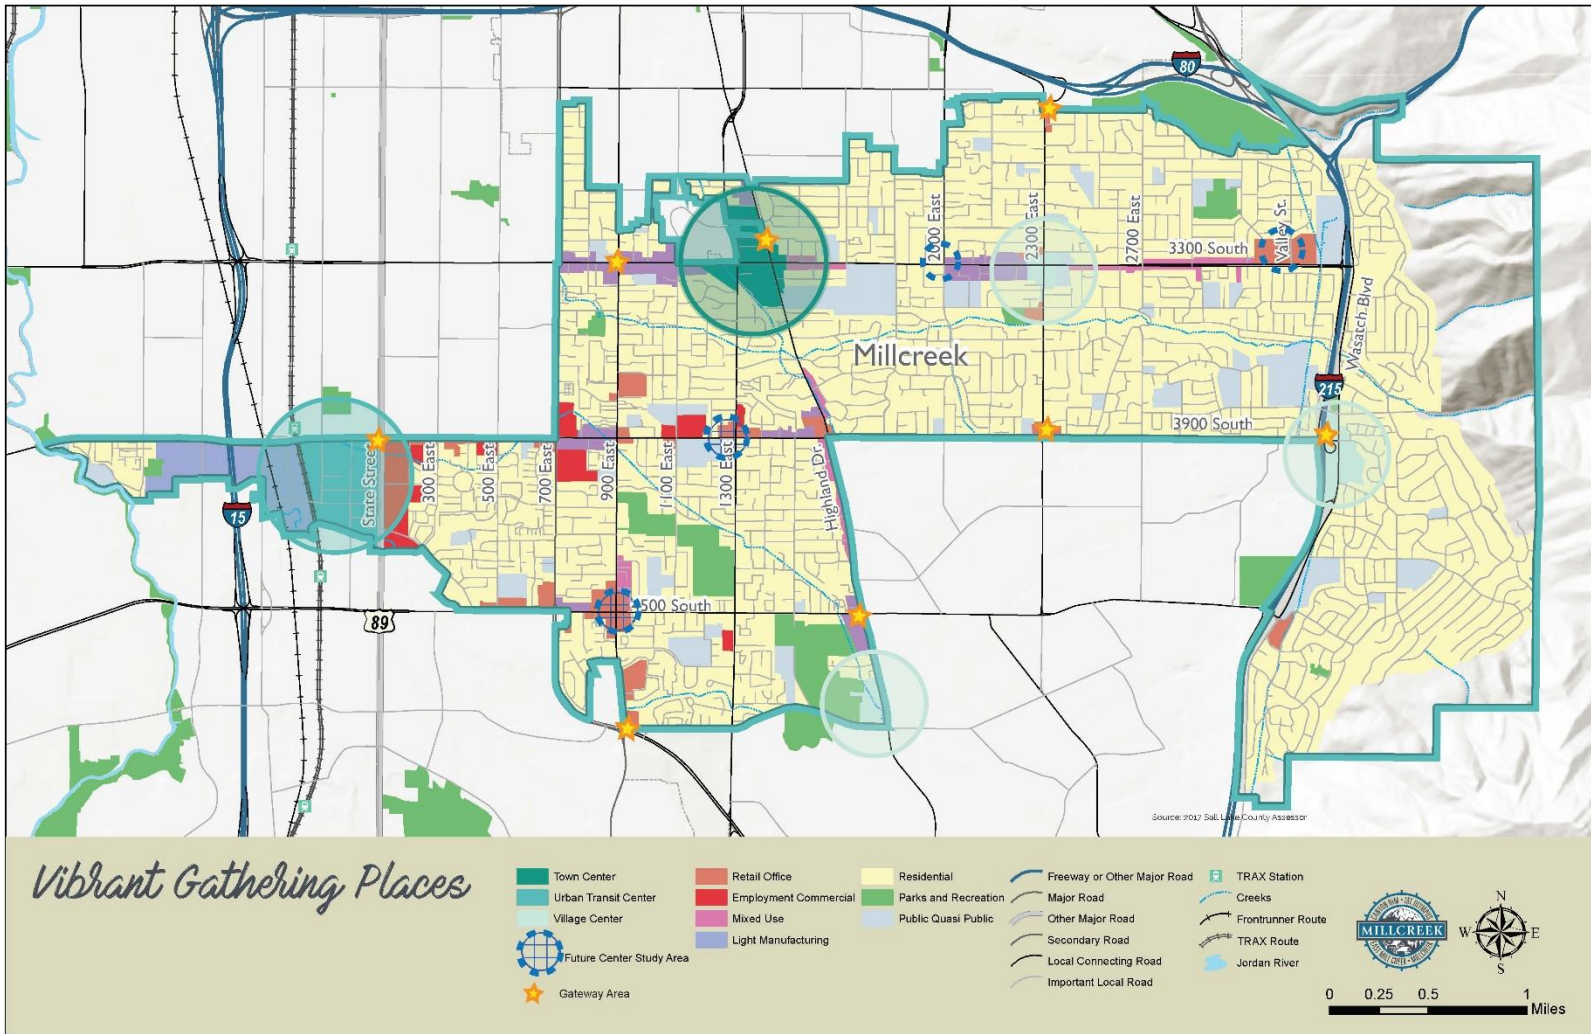 80
2000 East
2300 East
2700 East
Valley St.
3300 South
Wasatch Blvd
Millcreek
215
3900 South
State Street
300 East
500 East
700 East
900 East
1100 East
1300 East
Highland Dr.
15
500 South
89
Source: 2017 Salt Lake County Assessor
Vibrant Gathering Places
Town Center
Urban Transit Center
Village Center
Future Center Study Area
Gateway Area
Retail Office
Employment Commercial
Mixed Use
Light Manufacturing
Residential
Parks and Recreation
Public Quasi Public
Freeway or Other Major Road
Major Road
Other Major Road
Secondary Road
Local Connecting Road
Important Local Road
TRAX Station
Creeks
Frontrunner Route
TRAX Route
Jordan River
MILLCREEK
N
W E
S
0 0.25 0.5 1
Miles